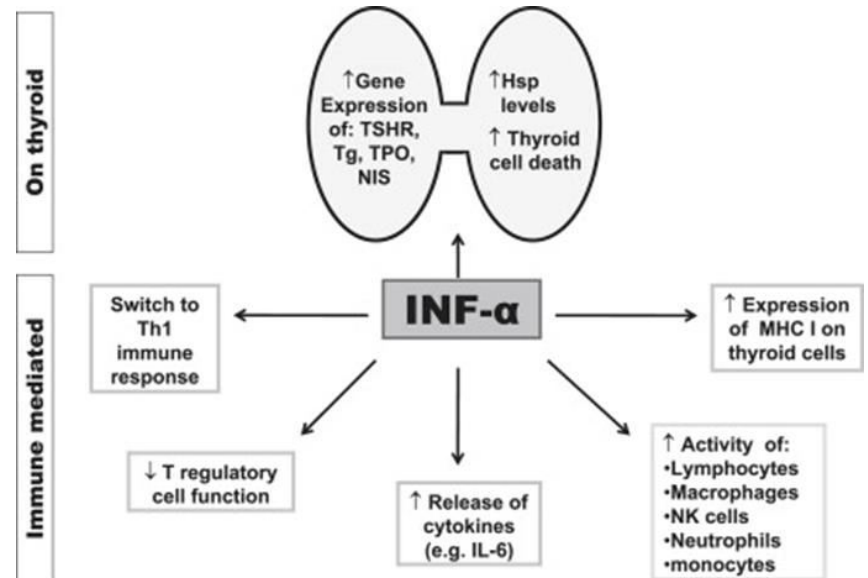 On thyroid
↑Gene
Expression
of: TSHR,
Tg, TPO,
NIS
↑Hsp
levels
↑ Thyroid
cell death
Immune mediated
INF-α
Switch to
Th1
immune
response
↑ Expression
of MHC I on
thyroid cells
↓ T regulatory
cell function
↑ Release of
cytokines
(e.g. IL-6)
↑ Activity of:
•Lymphocytes
•Macrophages
•NK cells
•Neutrophils
•monocytes